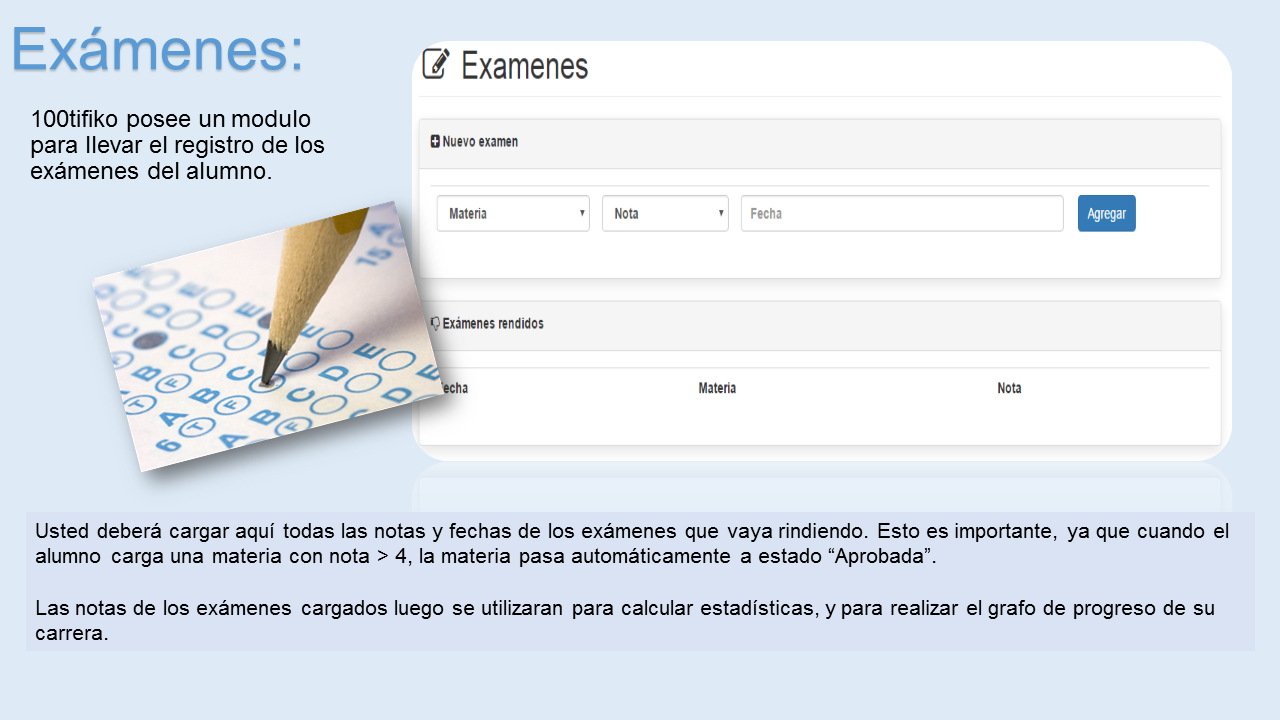 Exámenes:
100tifiko posee un modulo
para llevar el registro de los
exámenes del alumno.
Examenes
Nuevo examen
Materia
Nota
Fecha
Agregar
Exámenes rendidos
Materia
Nota
Usted deberá cargar aquí todas las notas y fechas de los exámenes que vaya rindiendo. Esto es importante, ya que cuando el
alumno carga una materia con nota > 4, la materia pasa automáticamente a estado “Aprobada”.
Las notas de los exámenes cargados luego se utilizaran para calcular estadísticas, y para realizar el grafo de progreso de su
carrera.